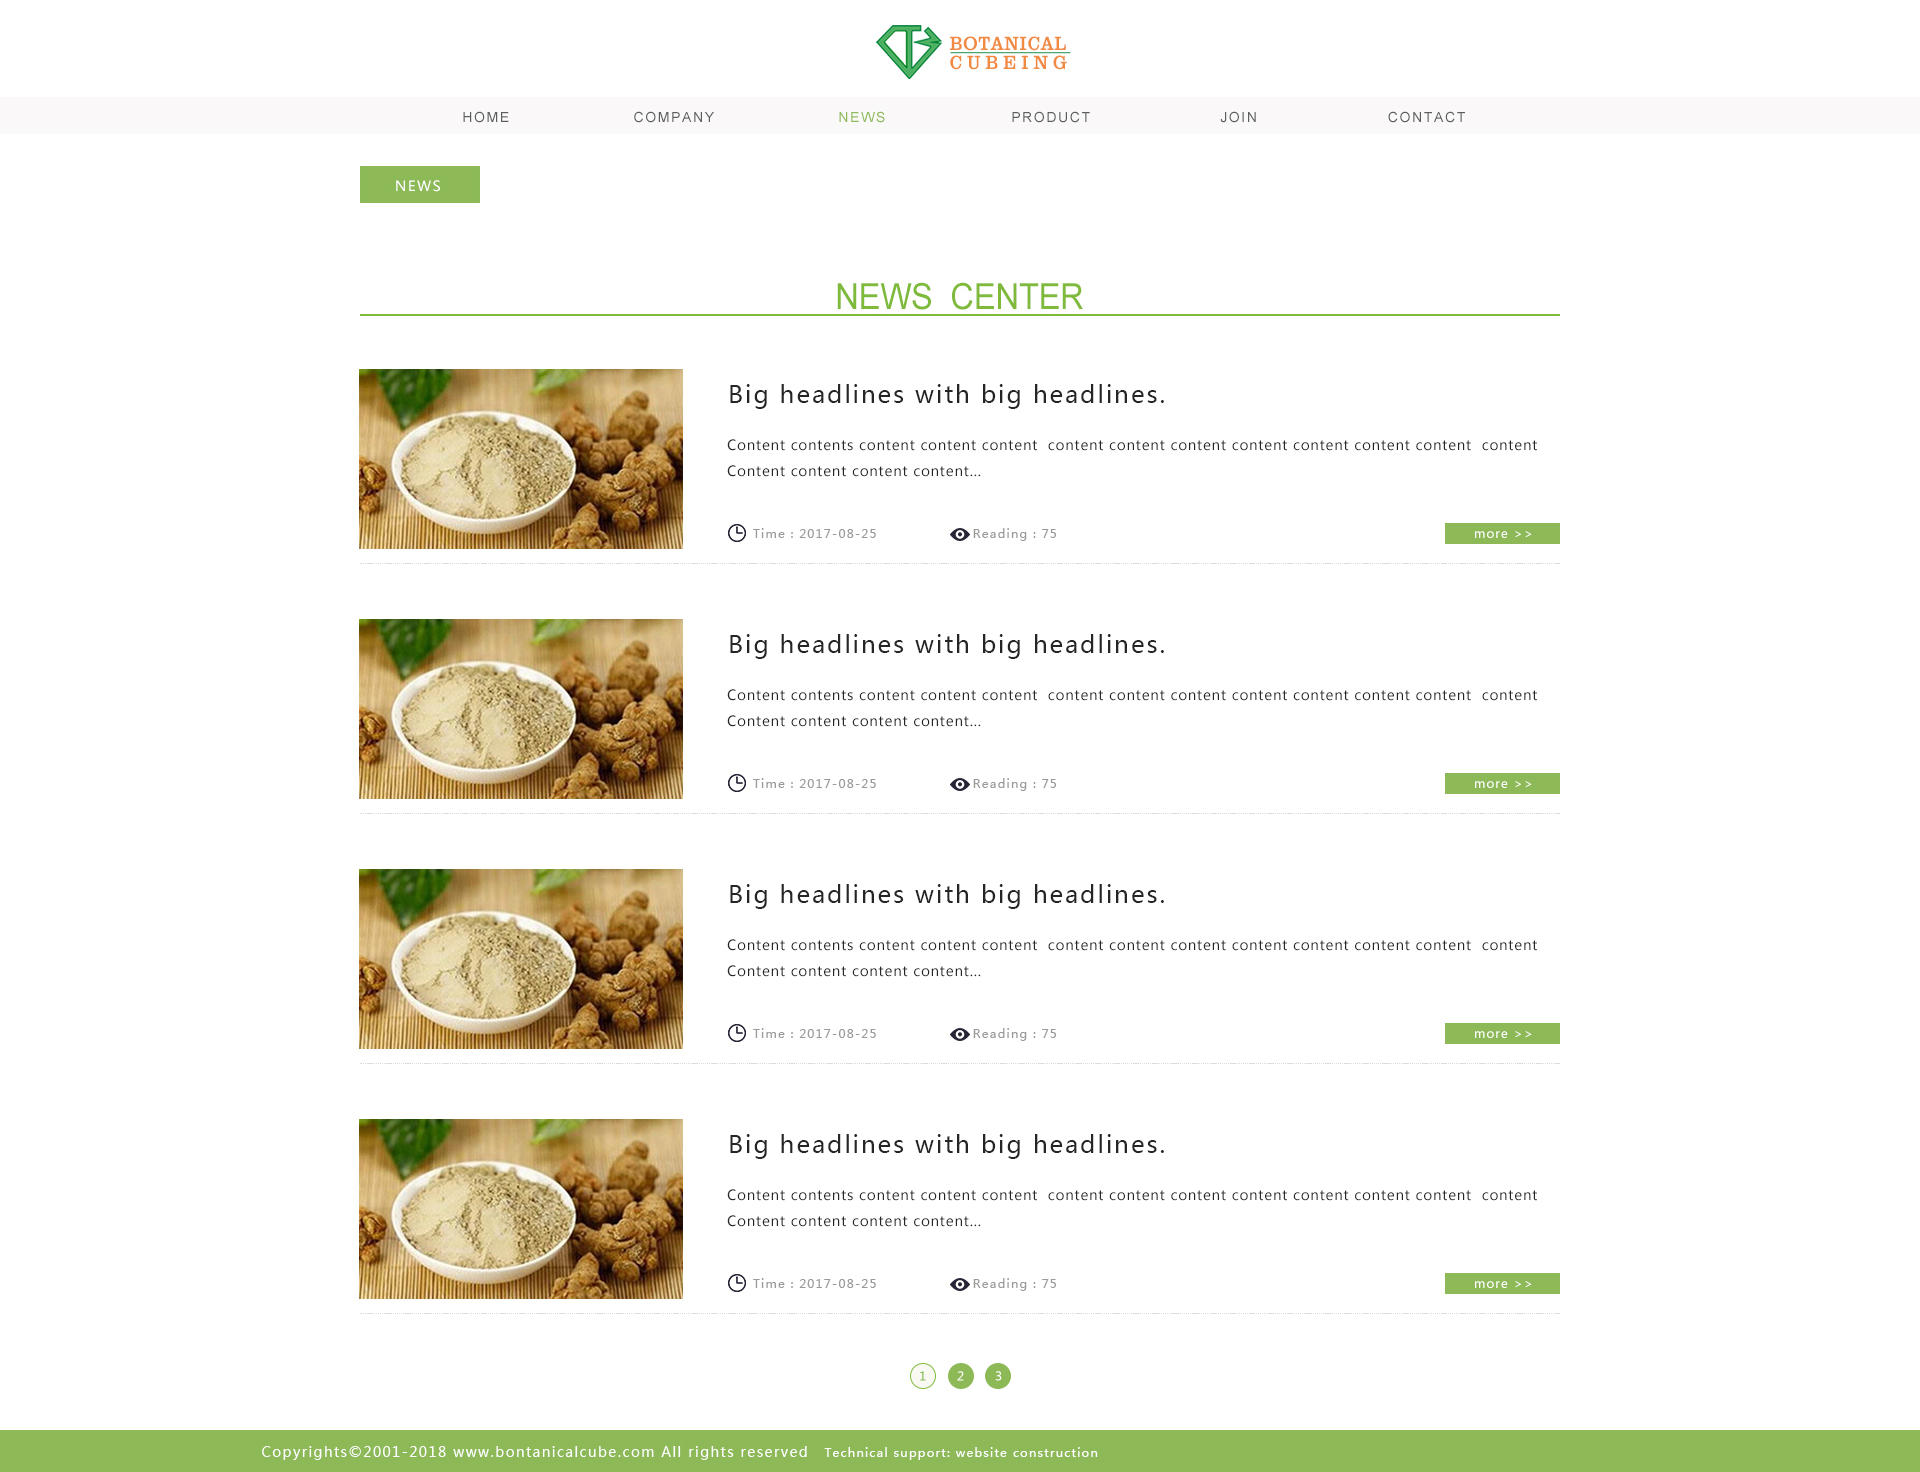 BOTANICAL
CUBEING
HOME COMPANY NEWS PRODUCT JOIN CONTACT
NEWS
NEWS CENTER
Big headlines with big headlines.
Content contents content content content content content content content content content content content
Content content content content...
Time : 2017-08-25 Reading : 75 more >>
Big headlines with big headlines.
Content contents content content content content content content content content content content content
Content content content content...
Time : 2017-08-25 Reading : 75 more >>
Big headlines with big headlines.
Content contents content content content content content content content content content content content
Content content content content...
Time : 2017-08-25 Reading : 75 more >>
Big headlines with big headlines.
Content contents content content content content content content content content content content content
Content content content content...
Time : 2017-08-25 Reading : 75 more >>
1 2 3
Copyrights©2001-2018 www.bontanicalcube.com All rights reserved Technical support: website construction